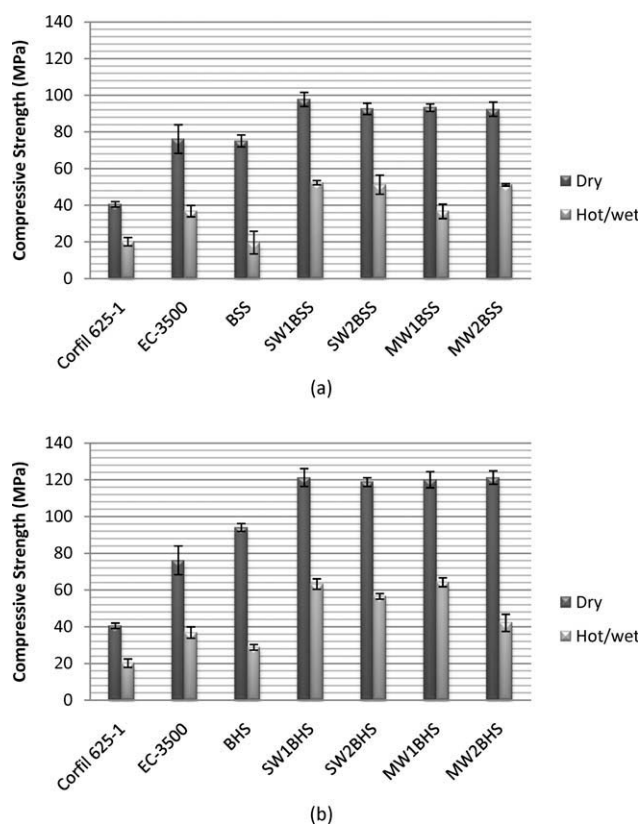 140
120
100
80
60
40
20
0
Compressive Strength (MPa)
Dry
Hot/wet
Corfil 625-1
EC-3500
BSS
SW1BSS
SW2BSS
MW1BSS
MW2BSS
(a)
140
120
100
80
60
40
20
0
Compressive Strength (MPa)
Dry
Hot/wet
Corfil 625-1
EC-3500
BHS
SW1BHS
SW2BHS
MW1BHS
MW2BHS
(b)